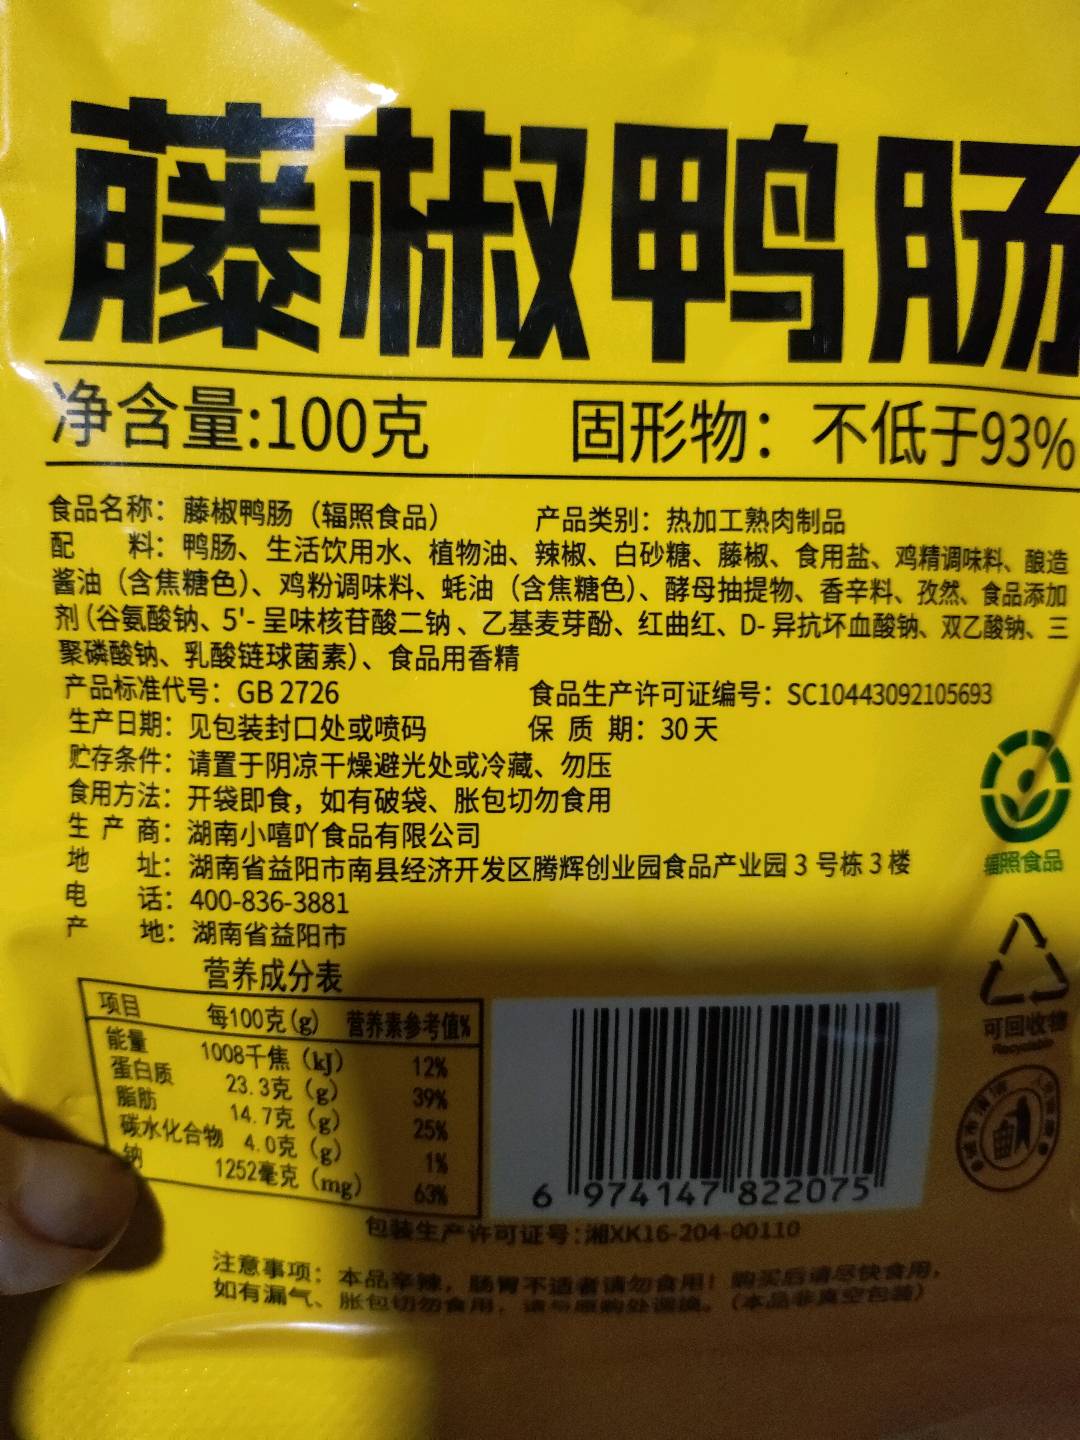 藤椒鸭肠
净含量:100克 固形物：不低于93%
食品名称：藤椒鸭肠（辐照食品） 产品类别：热加工熟肉制品
配 料：鸭肠、生活饮用水、植物油、辣椒、白砂糖、藤椒、食用盐、鸡精调味料、酿造
酱油（含焦糖色）、鸡粉调味料、蚝油（含焦糖色）、酵母抽提物、香辛料、孜然、食品添加
剂（谷氨酸钠、5'-呈味核苷酸二钠、乙基麦芽酚、红曲红、D-异抗坏血酸钠、双乙酸钠、三
聚磷酸钠、乳酸链球菌素）、食品用香精
产品标准代号：GB 2726 食品生产许可证编号：SC10443092105693
生产日期：见包装封口处或喷码 保 质 期：30天
贮存条件：请置于阴凉干燥避光处或冷藏、勿压
食用方法：开袋即食，如有破袋、胀包切勿食用
生 产 商：湖南小嘻吖食品有限公司
地 址：湖南省益阳市南县经济开发区腾辉创业园食品产业园3号栋3楼
电 话：400-836-3881
产 地：湖南省益阳市
辐照食品
营养成分表
项目 每100克(g) 营养素参考值%
能量 1008千焦（kJ） 12%
蛋白质 23.3克（g） 39%
脂肪 14.7克（g） 25%
碳水化合物 4.0克（g） 1%
钠 1252毫克（mg） 63%
6 974147 822075
可回收物
Recyclable
包装生产许可证号:湘XK16-204-00110
注意事项：本品辛辣，肠胃不适者请勿食用！购买后请尽快食用，
如有漏气、胀包切勿食用，请与原购处调换。（本品非真空包装）